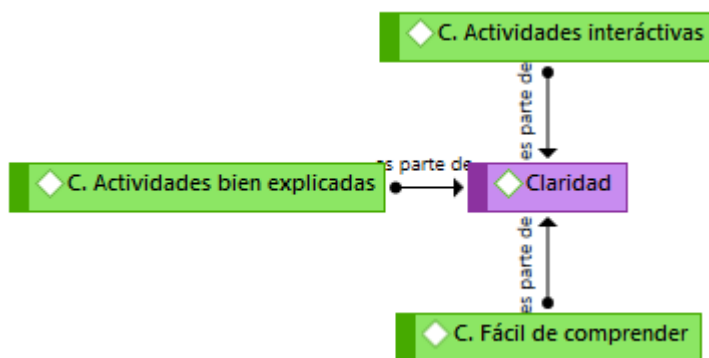 C. Actividades interáctivas
es parte de
C. Actividades bien explicadas
es parte de
Claridad
es parte de
C. Fácil de comprender